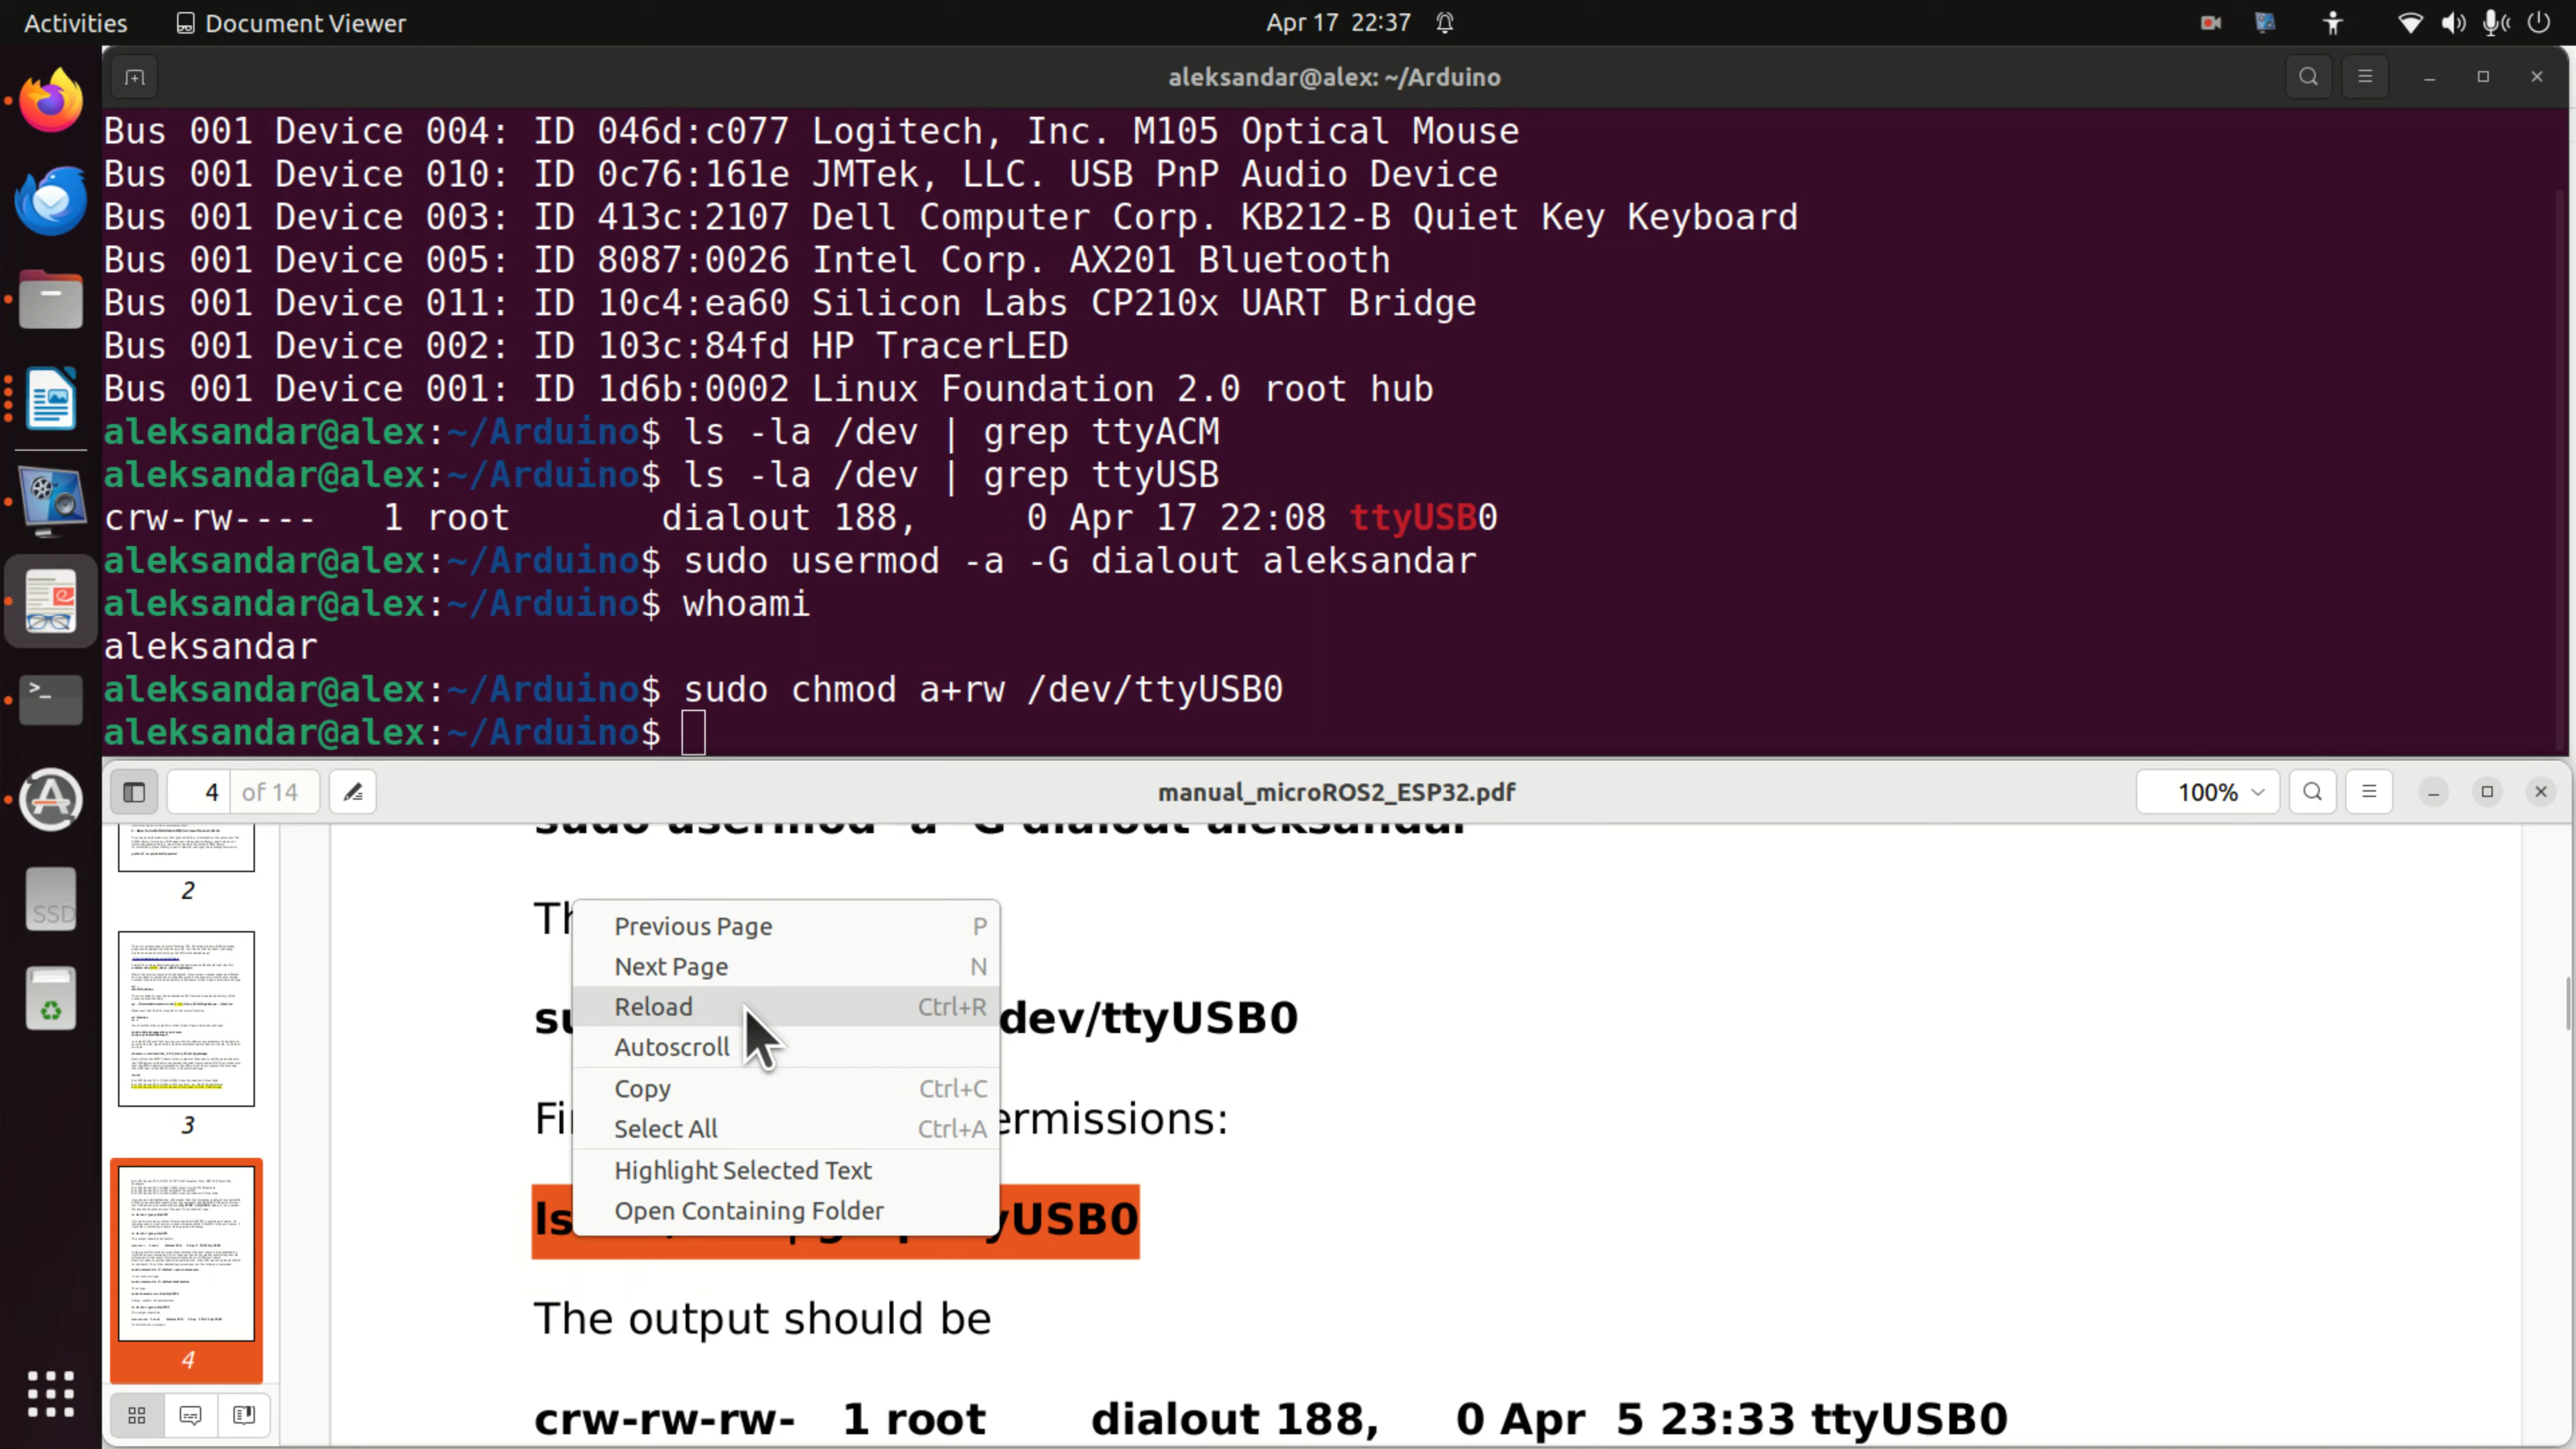 Activities Document Viewer Apr 17 22:37
aleksandar@alex: ~/Arduino
Bus 001 Device 004: ID 046d:c077 Logitech, Inc. M105 Optical Mouse
Bus 001 Device 010: ID 0c76:161e JMTek, LLC. USB PnP Audio Device
Bus 001 Device 003: ID 413c:2107 Dell Computer Corp. KB212-B Quiet Key Keyboard
Bus 001 Device 005: ID 8087:0026 Intel Corp. AX201 Bluetooth
Bus 001 Device 011: ID 10c4:ea60 Silicon Labs CP210x UART Bridge
Bus 001 Device 002: ID 103c:84fd HP TracerLED
Bus 001 Device 001: ID 1d6b:0002 Linux Foundation 2.0 root hub
aleksandar@alex:~/Arduino$ ls -la /dev | grep ttyACM
aleksandar@alex:~/Arduino$ ls -la /dev | grep ttyUSB
crw-rw---- 1 root dialout 188, 0 Apr 17 22:08 ttyUSB0
aleksandar@alex:~/Arduino$ sudo usermod -a -G dialout aleksandar
aleksandar@alex:~/Arduino$ whoami
aleksandar
aleksandar@alex:~/Arduino$ sudo chmod a+rw /dev/ttyUSB0
aleksandar@alex:~/Arduino$
4 of 14 manual_microROS2_ESP32.pdf 100%
sudo usermod -a -G dialout aleksandar
Previous Page P
Next Page N
Reload Ctrl+R
Autoscroll
Copy Ctrl+C
Select All Ctrl+A
Highlight Selected Text
Open Containing Folder
dev/ttyUSB0
ermissions:
ls yUSB0
The output should be
crw-rw-rw- 1 root dialout 188, 0 Apr 5 23:33 ttyUSB0
2
3
4
SSD